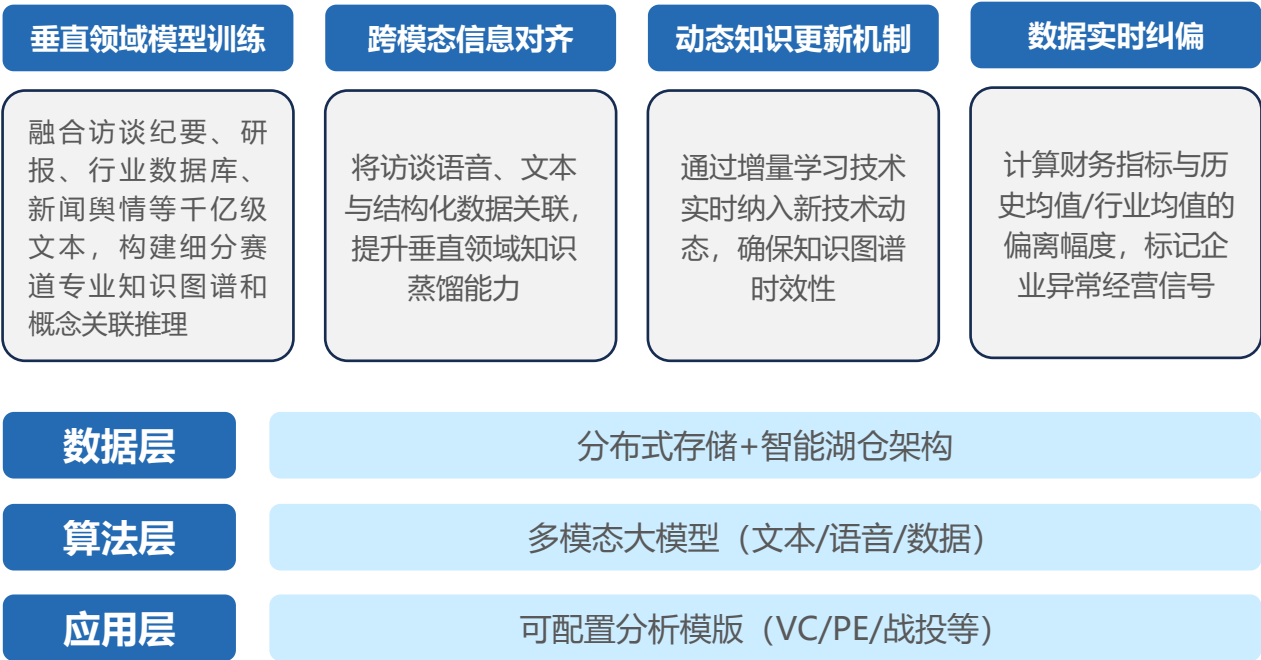 垂直领域模型训练
融合访谈纪要、研
报、行业数据库、
新闻舆情等千亿级
文本，构建细分赛
道专业知识图谱和
概念关联推理
跨模态信息对齐
将访谈语音、文本
与结构化数据关联，
提升垂直领域知识
蒸馏能力
动态知识更新机制
通过增量学习技术
实时纳入新技术动
态，确保知识图谱
时效性
数据实时纠偏
计算财务指标与历
史均值/行业均值的
偏离幅度，标记企
业异常经营信号
数据层
分布式存储+智能湖仓架构
算法层
多模态大模型（文本/语音/数据）
应用层
可配置分析模版（VC/PE/战投等）